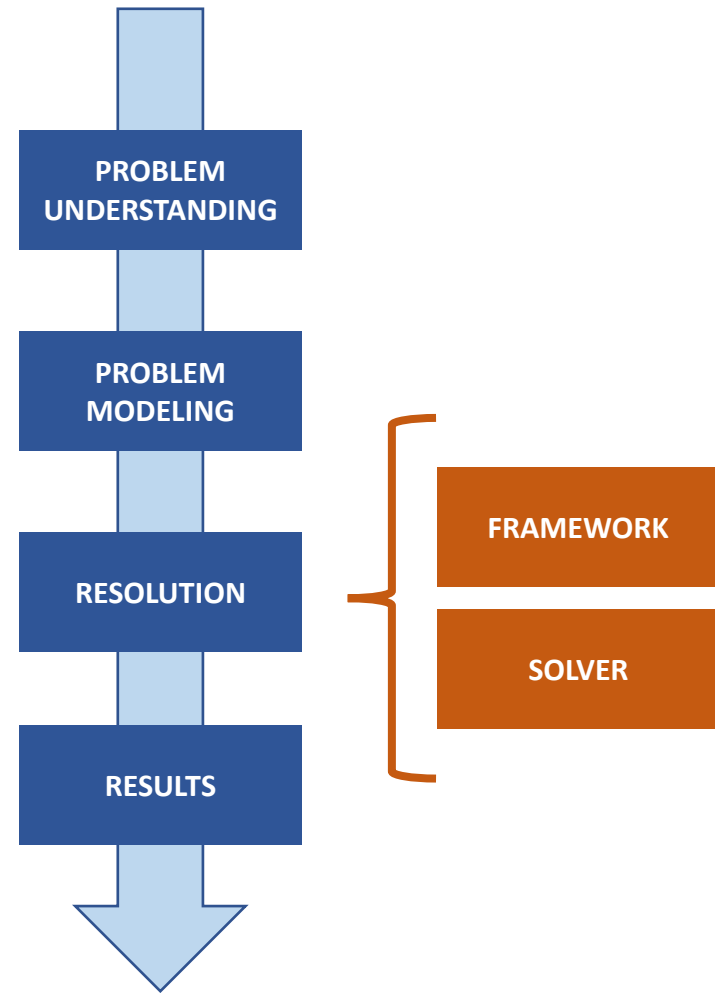 PROBLEM
UNDERSTANDING
PROBLEM
MODELING
RESOLUTION
FRAMEWORK
SOLVER
RESULTS